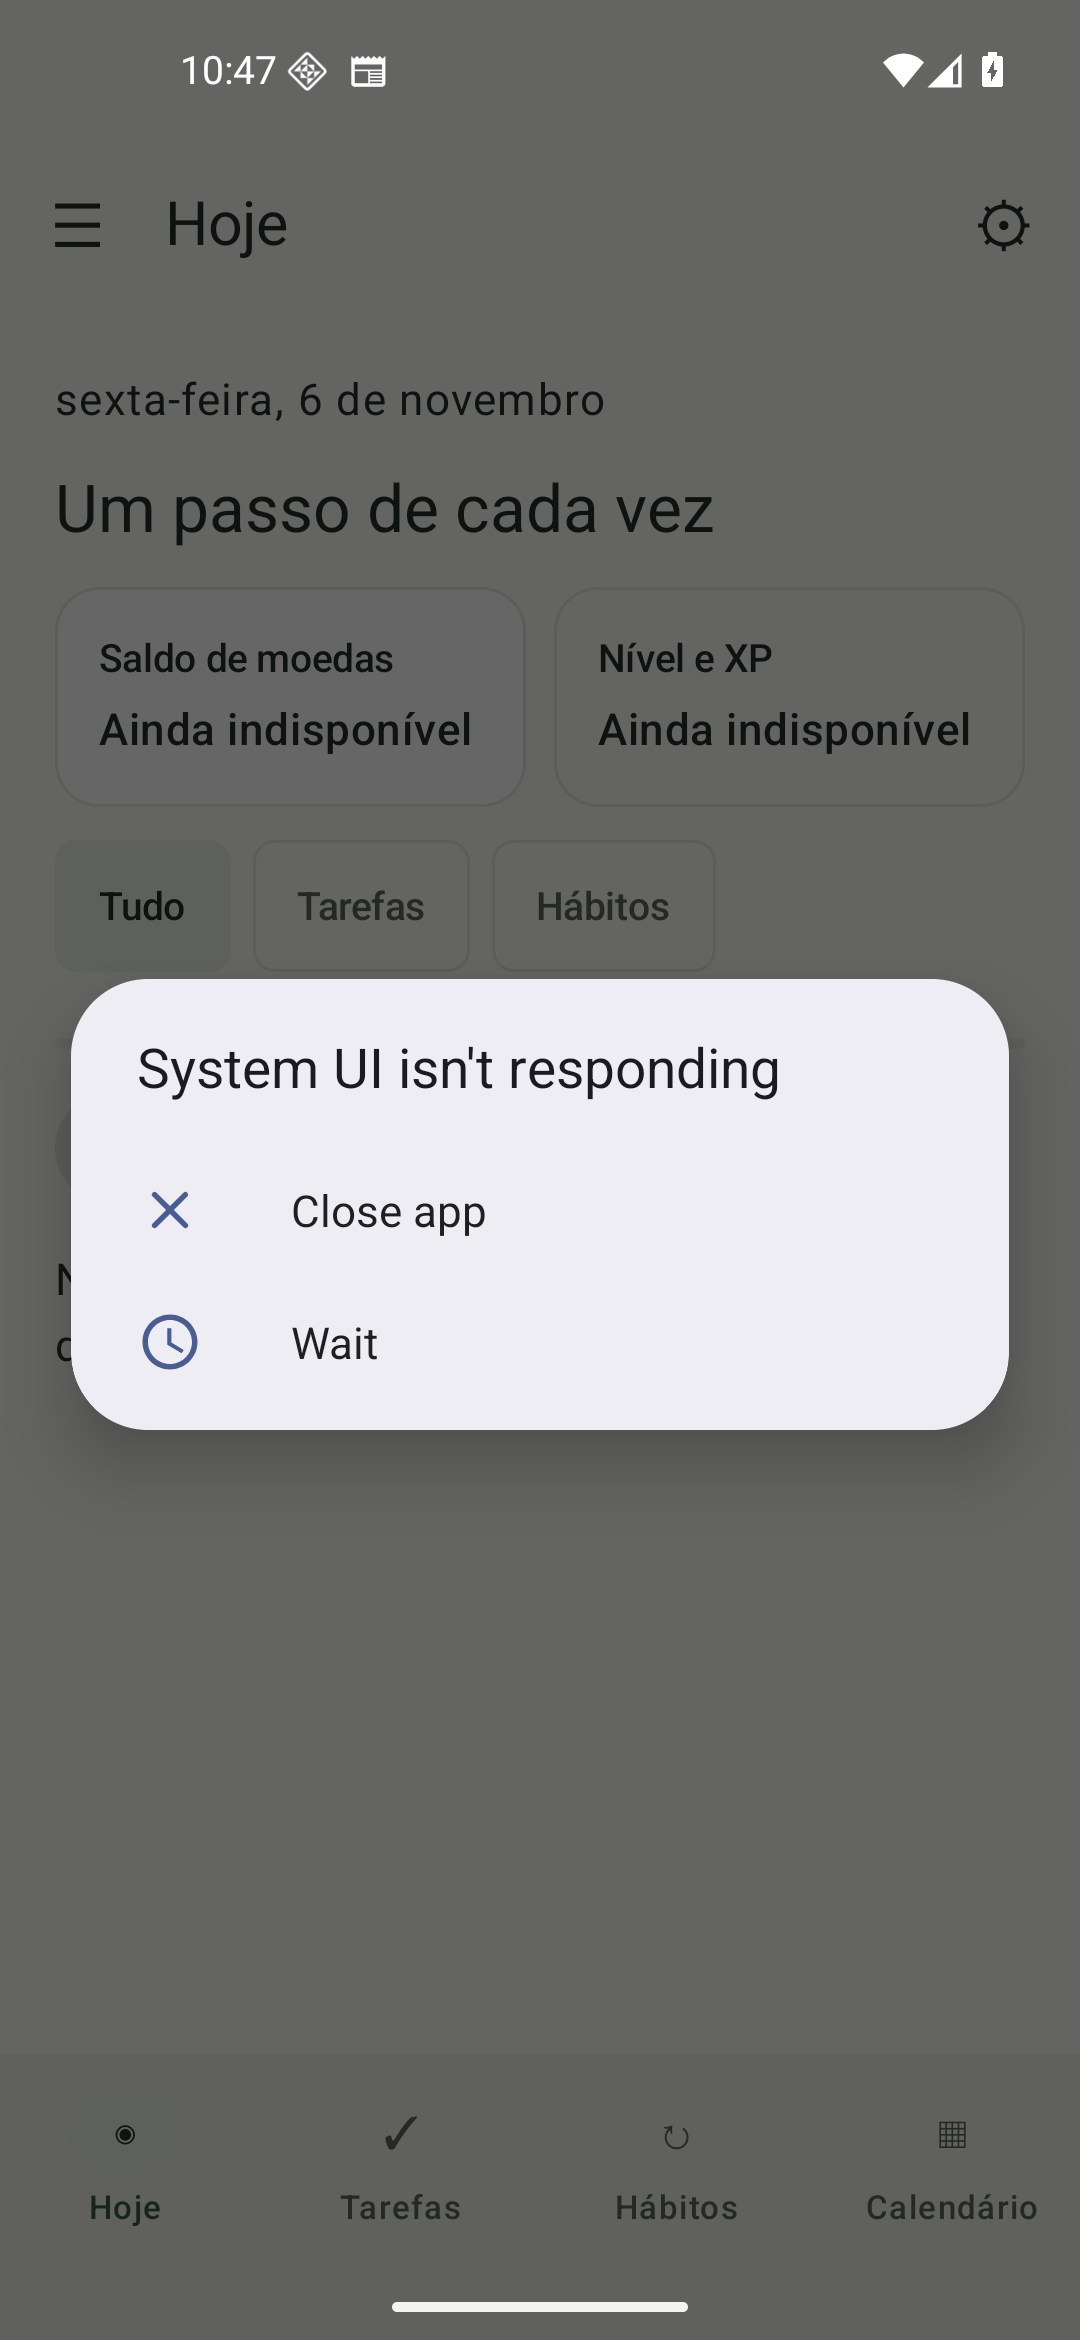 10:47
Hoje
sexta-feira, 6 de novembro
Um passo de cada vez
Saldo de moedas
Ainda indisponível
Nível e XP
Ainda indisponível
Tudo
Tarefas
Hábitos
System UI isn't responding
Close app
Wait
Hoje
Tarefas
Hábitos
Calendário